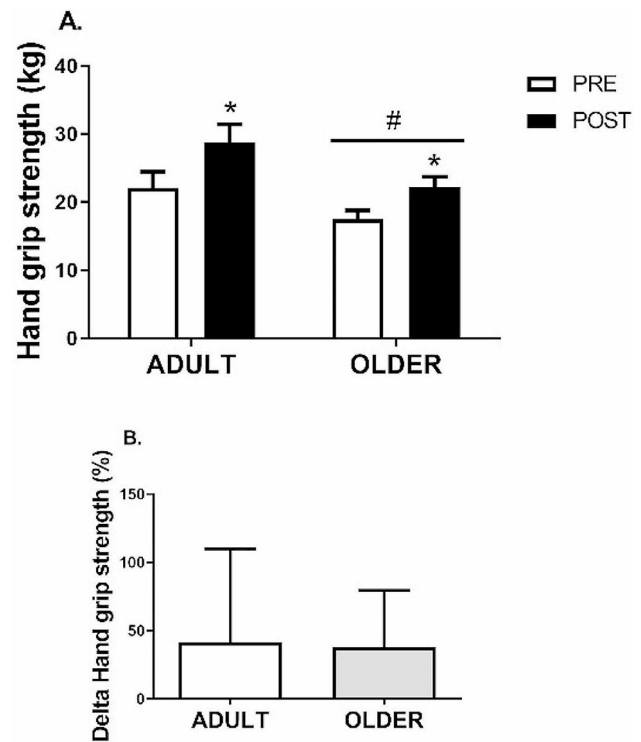 A.
Hand grip strength (kg)
40
30
20
10
0
*
#
*
ADULT
OLDER
PRE
POST
B.
Delta Hand grip strength (%)
150
100
50
0
ADULT
OLDER